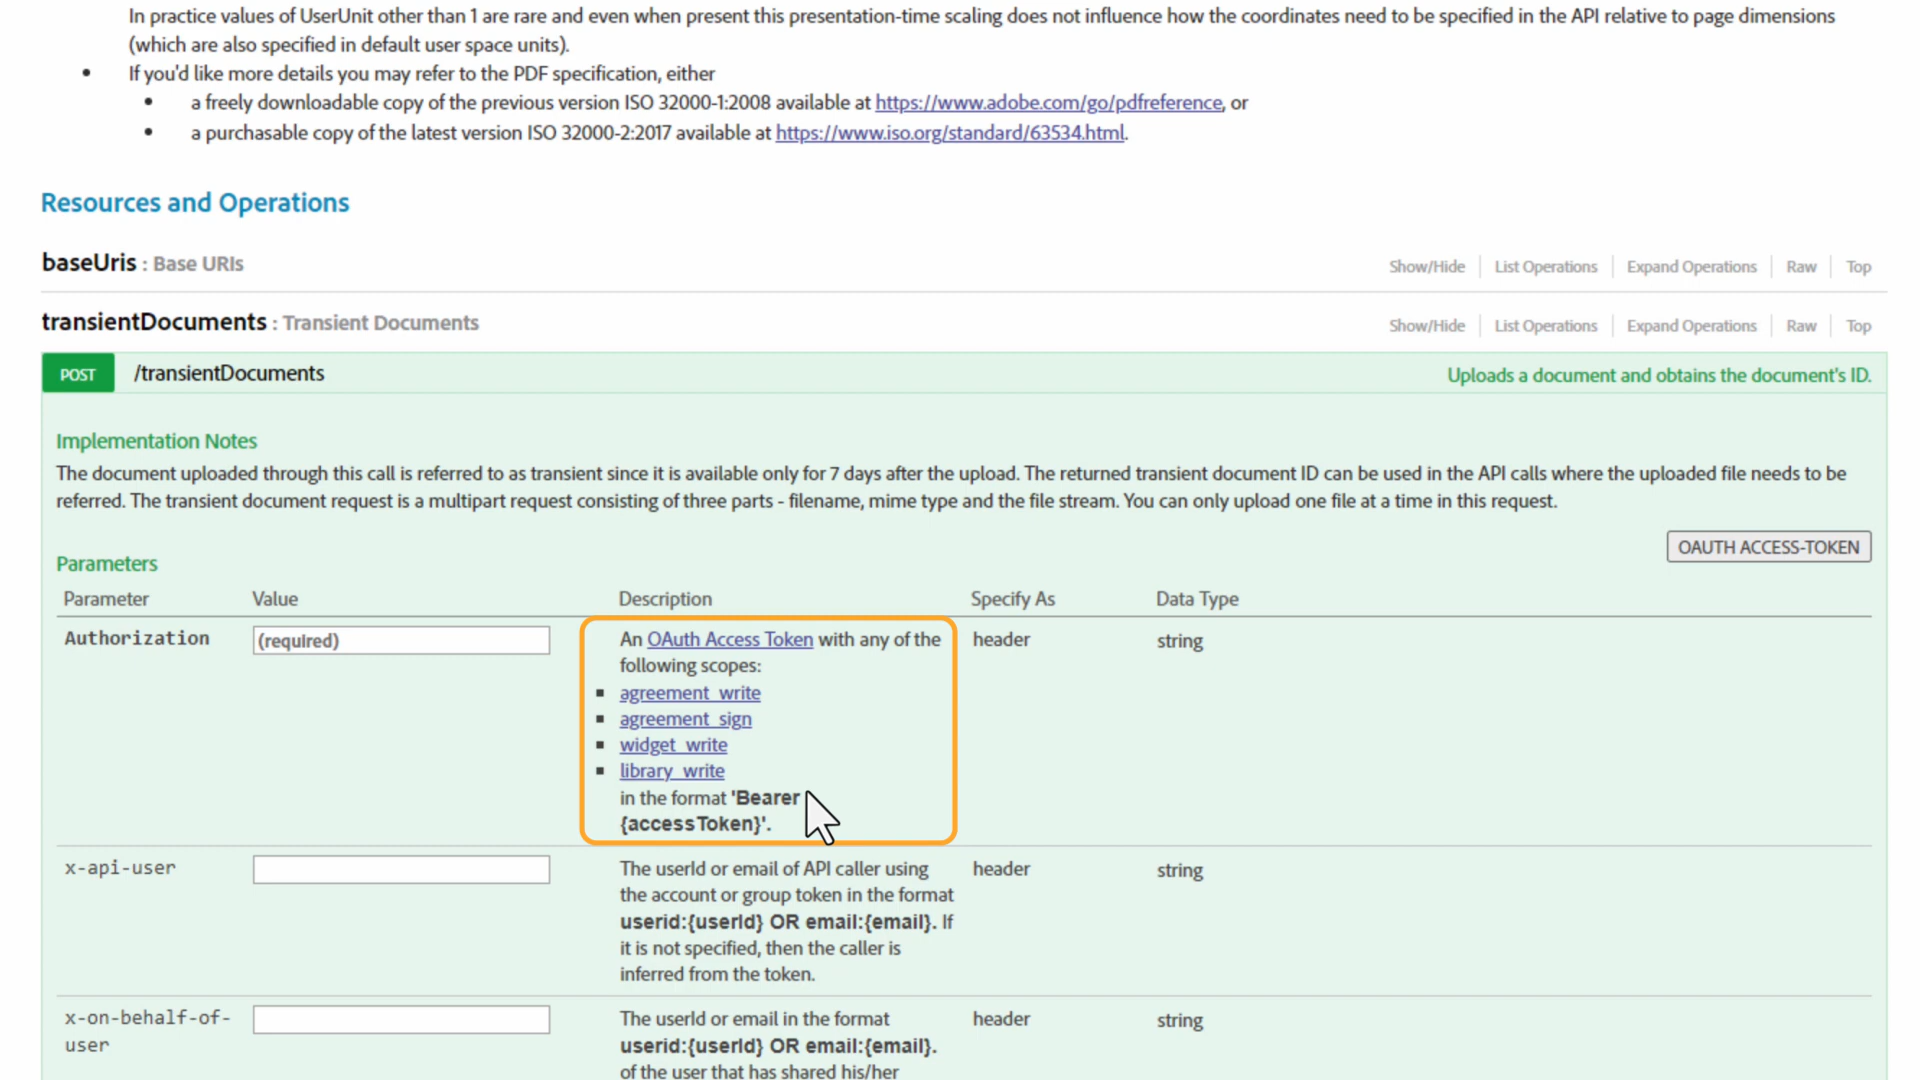 In practice values of UserUnit other than 1 are rare and even when present this presentation-time scaling does not influence how the coordinates need to be specified in the API relative to page dimensions
(which are also specified in default user space units).
If you'd like more details you may refer to the PDF specification, either
a freely downloadable copy of the previous version ISO 32000-1:2008 available at https://www.adobe.com/go/pdfreference, or
a purchasable copy of the latest version ISO 32000-2:2017 available at https://www.iso.org/standard/63534.html.
Resources and Operations
baseUris : Base URIs
Show/Hide List Operations Expand Operations Raw Top
transientDocuments : Transient Documents
Show/Hide List Operations Expand Operations Raw Top
POST /transientDocuments
Uploads a document and obtains the document's ID.
Implementation Notes
The document uploaded through this call is referred to as transient since it is available only for 7 days after the upload. The returned transient document ID can be used in the API calls where the uploaded file needs to be
referred. The transient document request is a multipart request consisting of three parts - filename, mime type and the file stream. You can only upload one file at a time in this request.
OAUTH ACCESS-TOKEN
Parameters
Parameter Value Description Specify As Data Type
Authorization (required) An OAuth Access Token with any of the header string
following scopes:
agreement_write
agreement_sign
widget_write
library_write
in the format 'Bearer
{accessToken}'.
x-api-user The userId or email of API caller using header string
the account or group token in the format
userid:{userId} OR email:{email}. If
it is not specified, then the caller is
inferred from the token.
x-on-behalf-of- The userId or email in the format header string
user userid:{userId} OR email:{email}.
of the user that has shared his/her